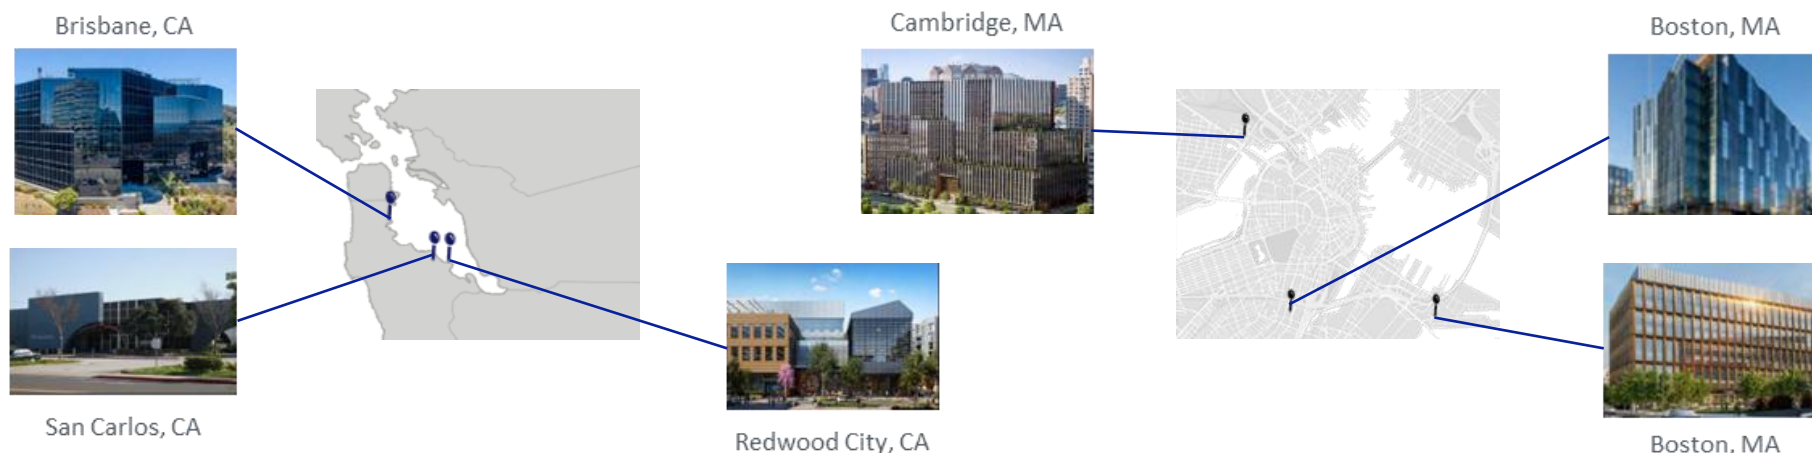 Brisbane, CA
Cambridge, MA
Boston, MA
San Carlos, CA
Redwood City, CA
Boston, MA